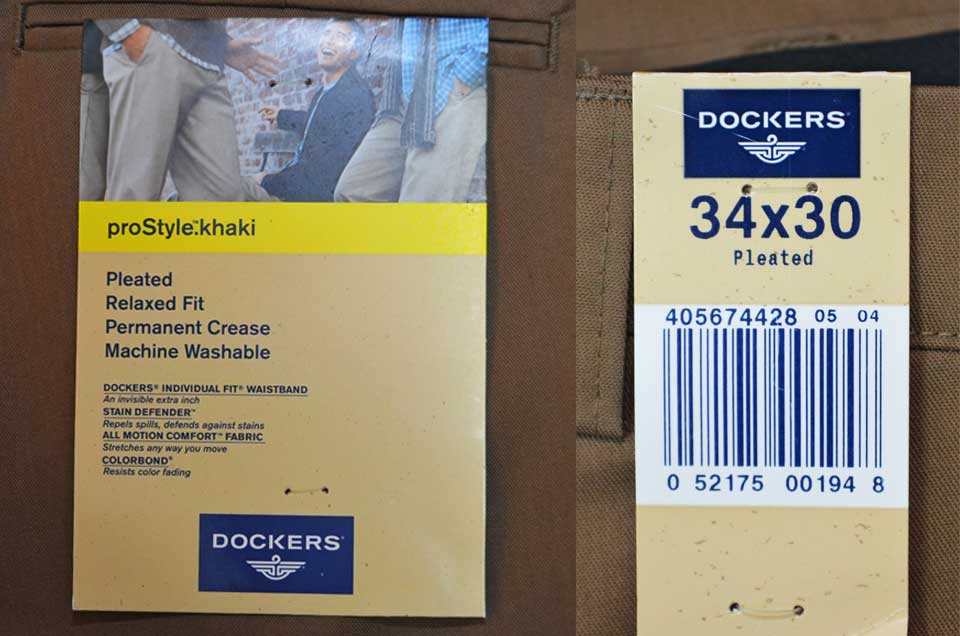 proStyle™.khaki
Pleated
Relaxed Fit
Permanent Crease
Machine Washable
DOCKERS® INDIVIDUAL FIT® WAISTBAND
An invisible extra inch
STAIN DEFENDER™
Repels spills, defends against stains
ALL MOTION COMFORT™ FABRIC
Stretches any way you move
COLORBOND®
Resists color fading
DOCKERS®
DOCKERS®
34x30
Pleated
405674428 05 04
0 52175 00194 8